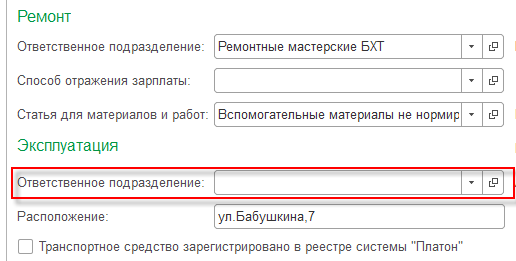 Ремонт
Ответственное подразделение: Ремонтные мастерские БХТ
Способ отражения зарплаты:
Статья для материалов и работ: Вспомогательные материалы не нормир
Эксплуатация
Ответственное подразделение:
Расположение: ул.Бабушкина,7
Транспортное средство зарегистрировано в реестре системы "Платон"